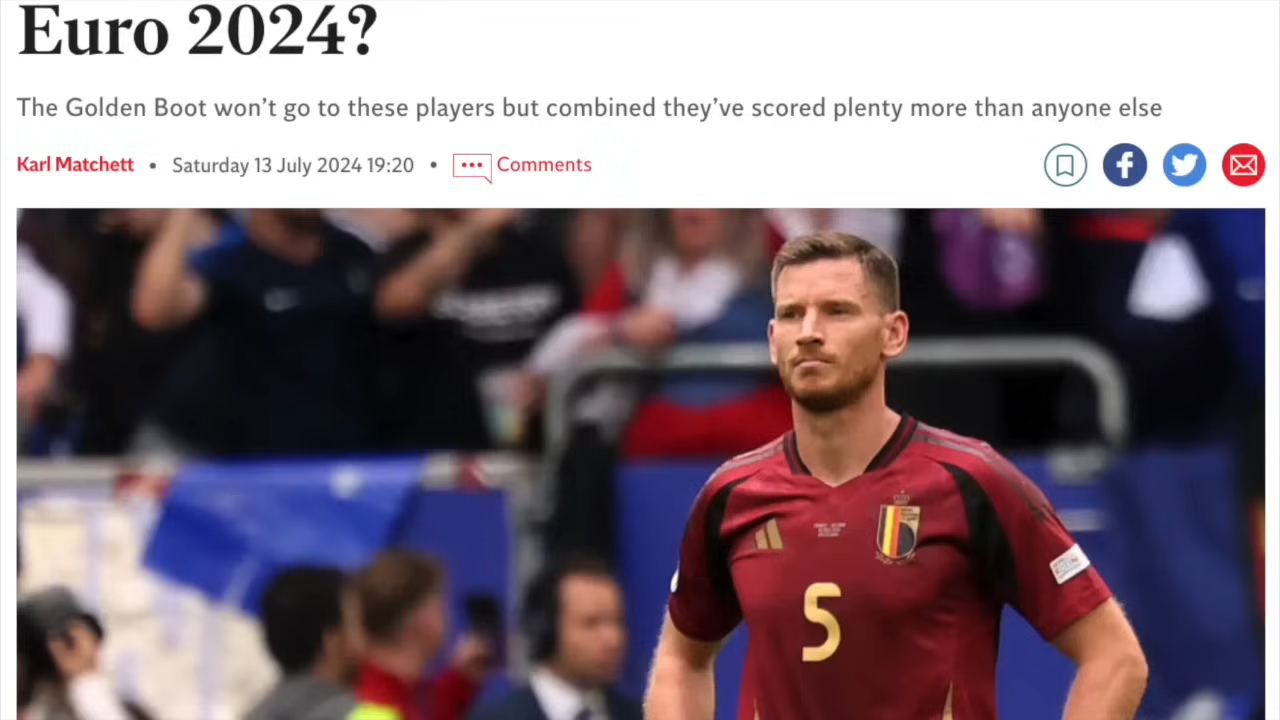 Euro 2024?
The Golden Boot won’t go to these players but combined they’ve scored plenty more than anyone else
Karl Matchett • Saturday 13 July 2024 19:20 • Comments
5